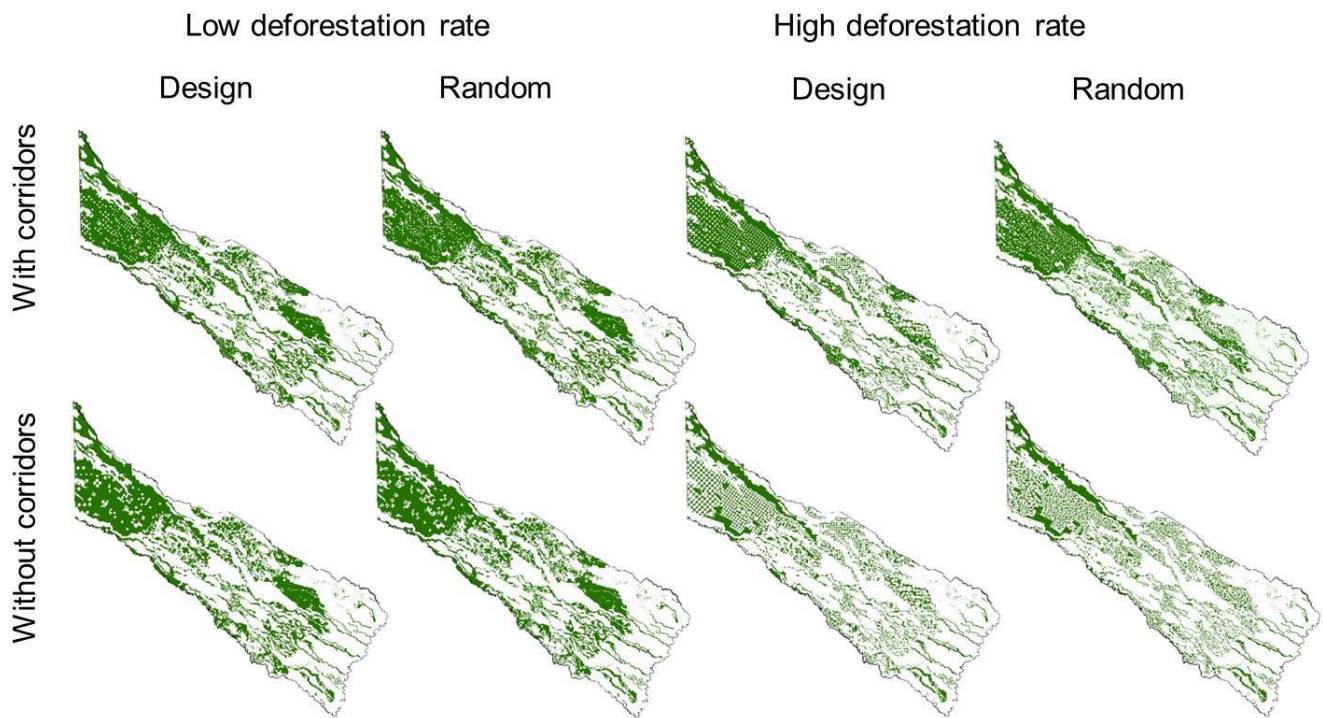 Low deforestation rate
High deforestation rate
Design
Random
Design
Random
With corridors
Without corridors